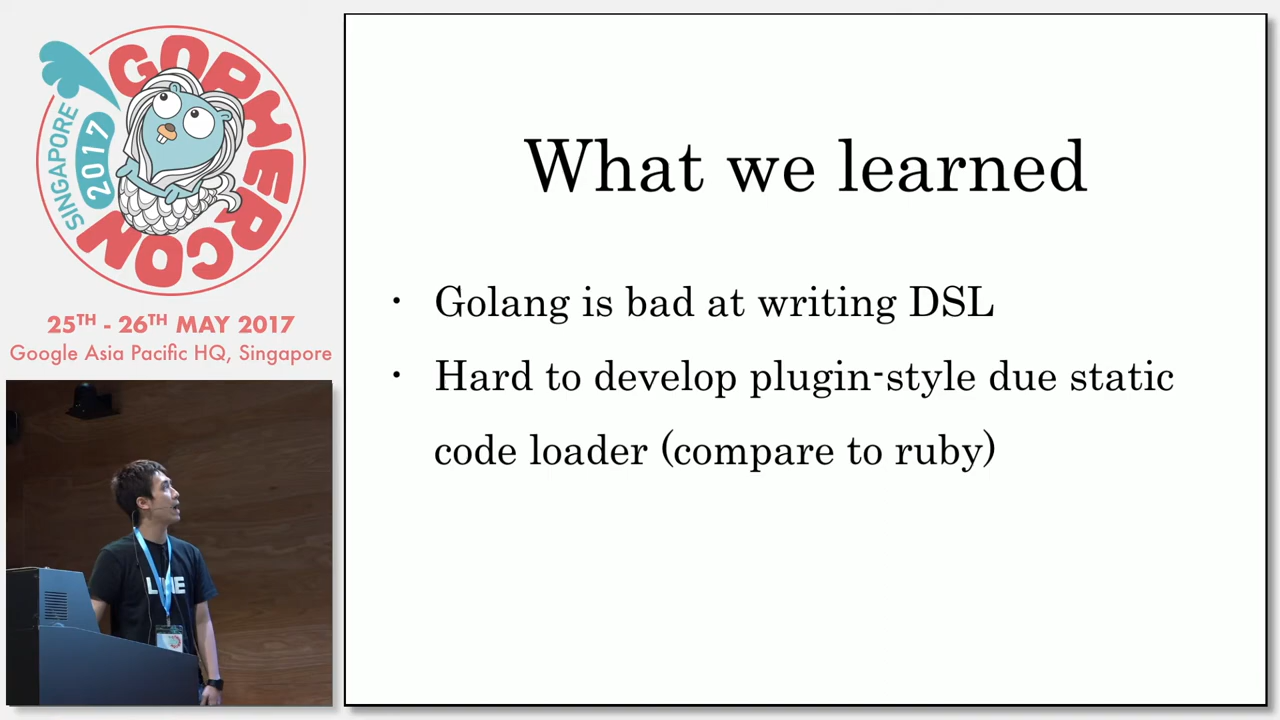 GOPHERCON
SINGAPORE
2017
25TH - 26TH MAY 2017
Google Asia Pacific HQ, Singapore
What we learned
· Golang is bad at writing DSL
· Hard to develop plugin-style due static
code loader (compare to ruby)
LINE